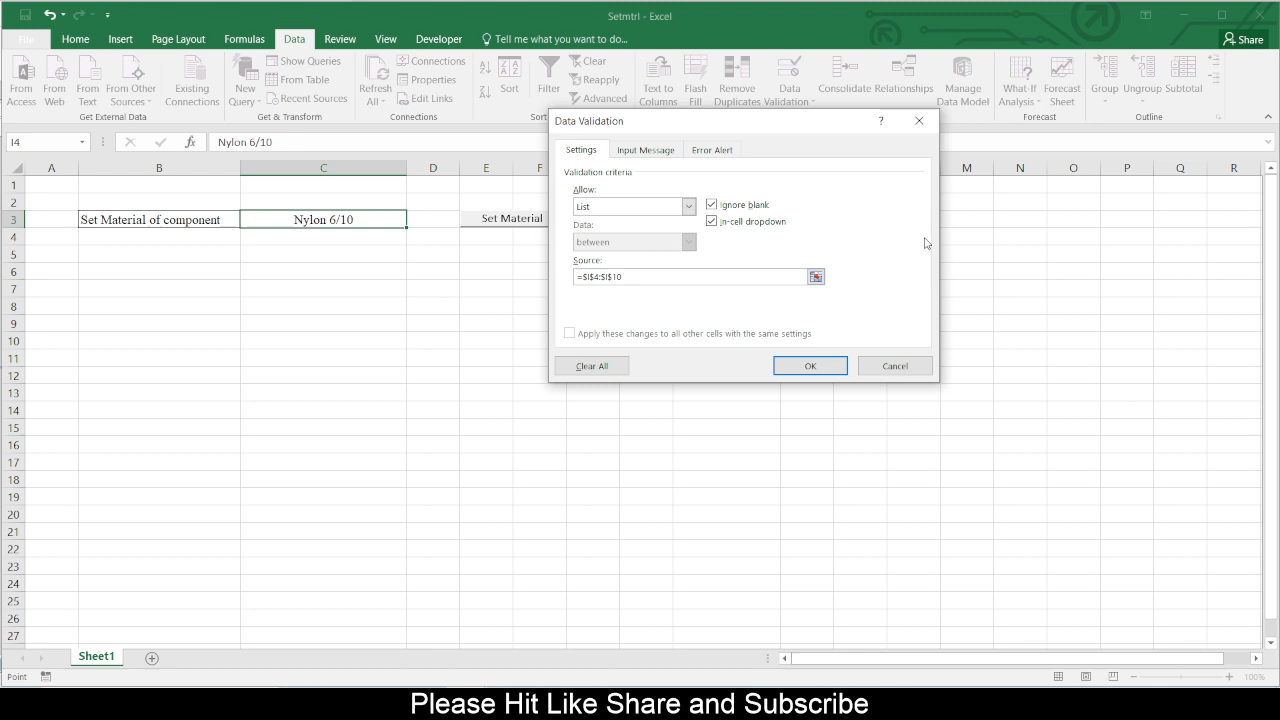 Setmtrl - Excel
File Home Insert Page Layout Formulas Data Review View Developer Tell me what you want to do... Share
From Access From Web From Text From Other Sources Existing Connections New Query Show Queries From Table Recent Sources Refresh All Connections Properties Edit Links Sort Filter Clear Reapply Advanced Text to Columns Flash Fill Remove Duplicates Data Validation Consolidate Relationships Manage Data Model What-If Analysis Forecast Sheet Group Ungroup Subtotal
Get External Data Get & Transform Connections Sort Forecast Outline
I4 fx Nylon 6/10
A B C D E F M N O P Q R
1
2
3 Set Material of component Nylon 6/10 Set Material
4
5
6
7
8
9
10
11
12
13
14
15
16
17
18
19
20
21
22
23
24
25
26
27
Data Validation ?
Settings Input Message Error Alert
Validation criteria
Allow:
List Ignore blank
In-cell dropdown
Data:
between
Source:
=$I$4:$I$10
Apply these changes to all other cells with the same settings
Clear All OK Cancel
Sheet1
Point 100%
Please Hit Like Share and Subscribe